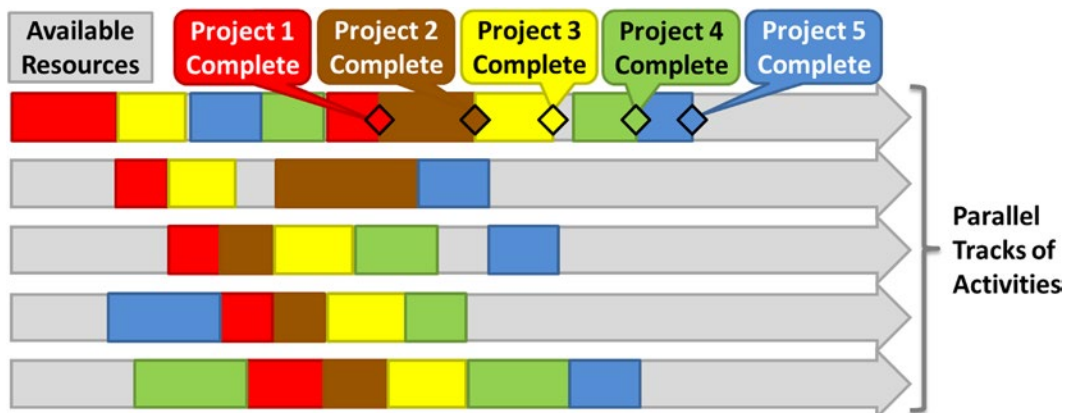 Available
Resources
Project 1
Complete
Project 2
Complete
Project 3
Complete
Project 4
Complete
Project 5
Complete
Parallel
Tracks of
Activities